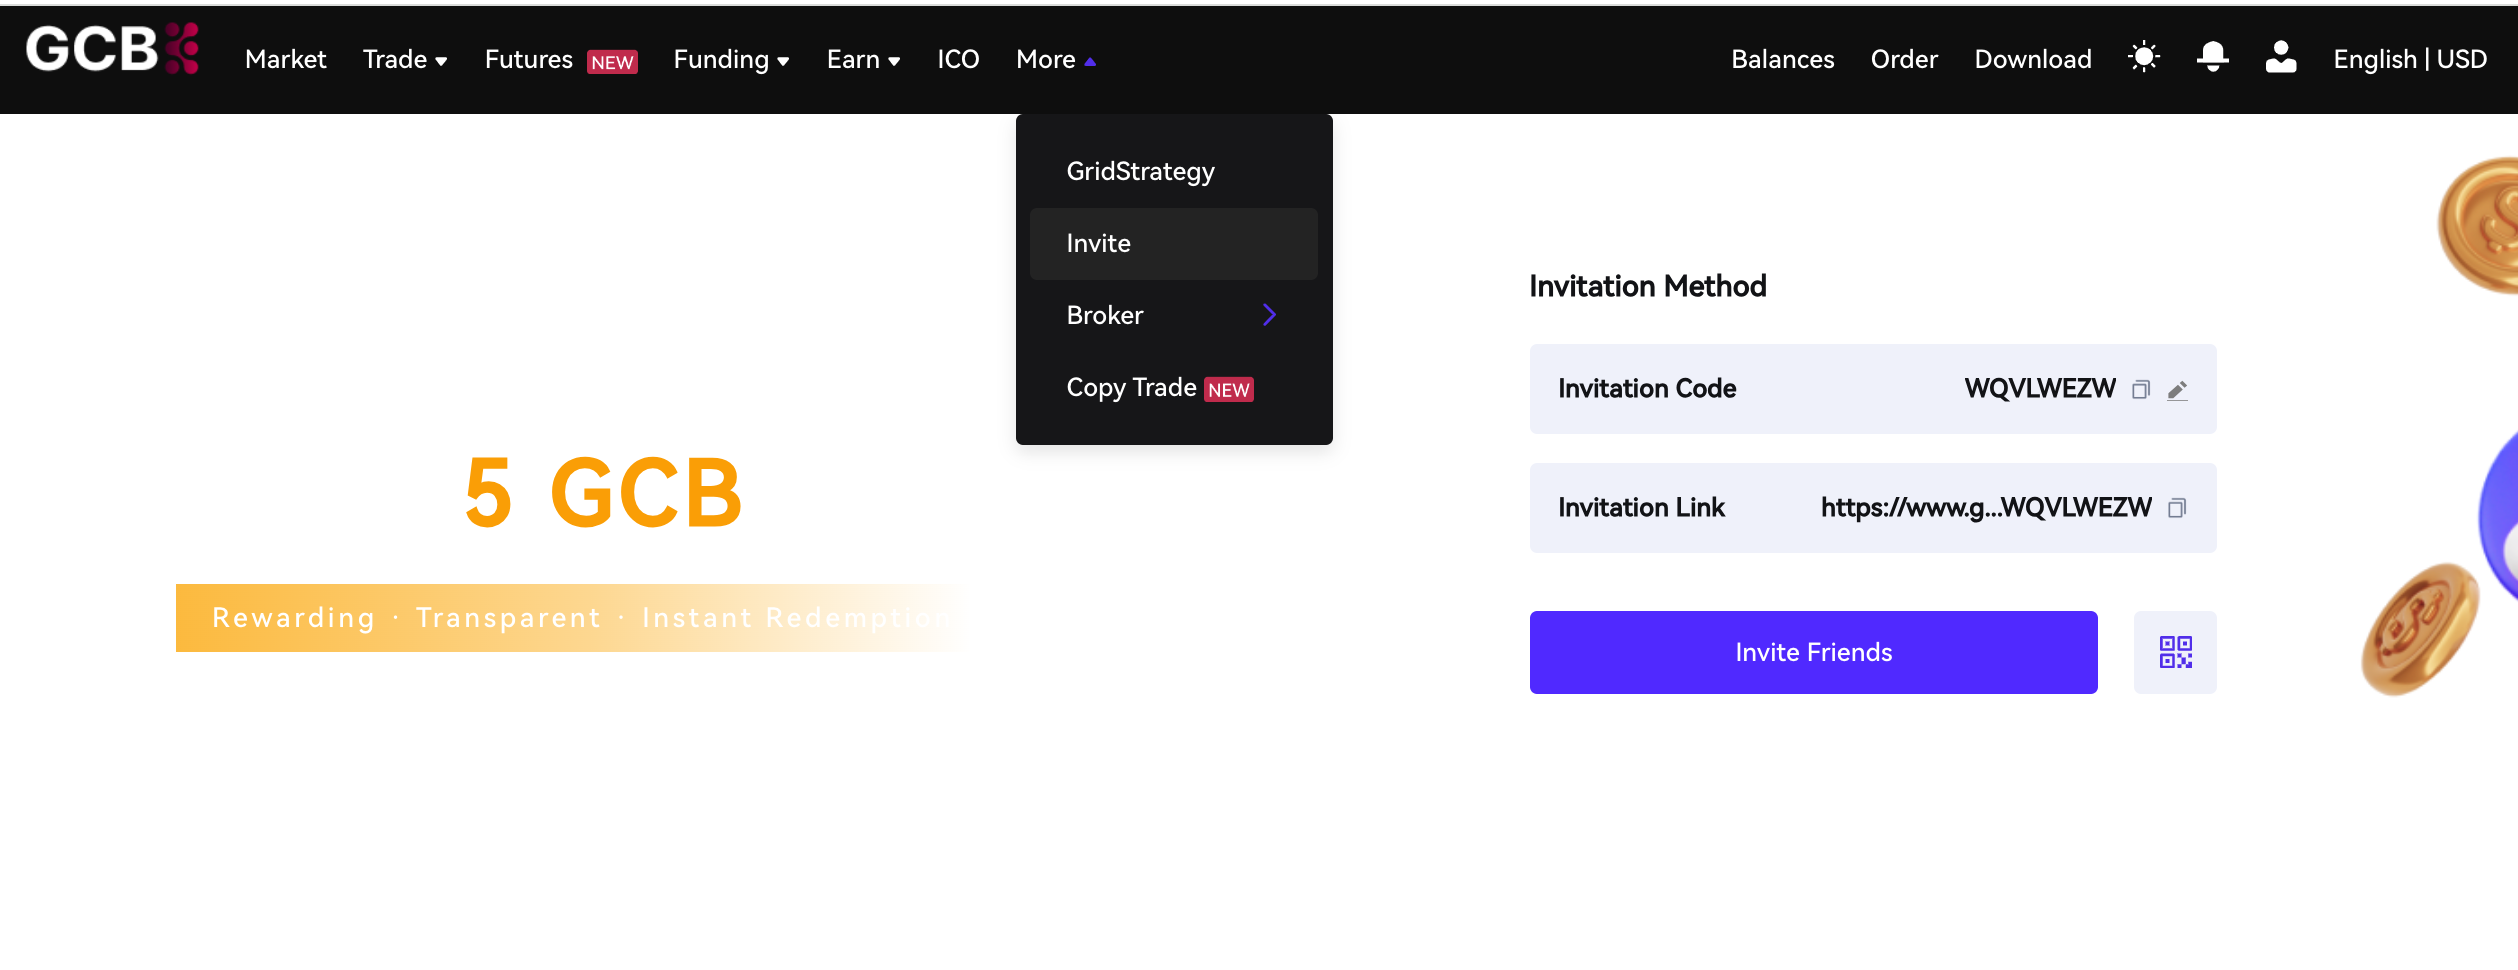 GCB
Market Trade Futures NEW Funding Earn ICO More Balances Order Download English | USD
GridStrategy
Invite
Broker
Copy Trade NEW
5 GCB
Rewarding · Transparent · Instant Redemption
Invitation Method
Invitation Code WQVLWEZW
Invitation Link https://www.g...WQVLWEZW
Invite Friends